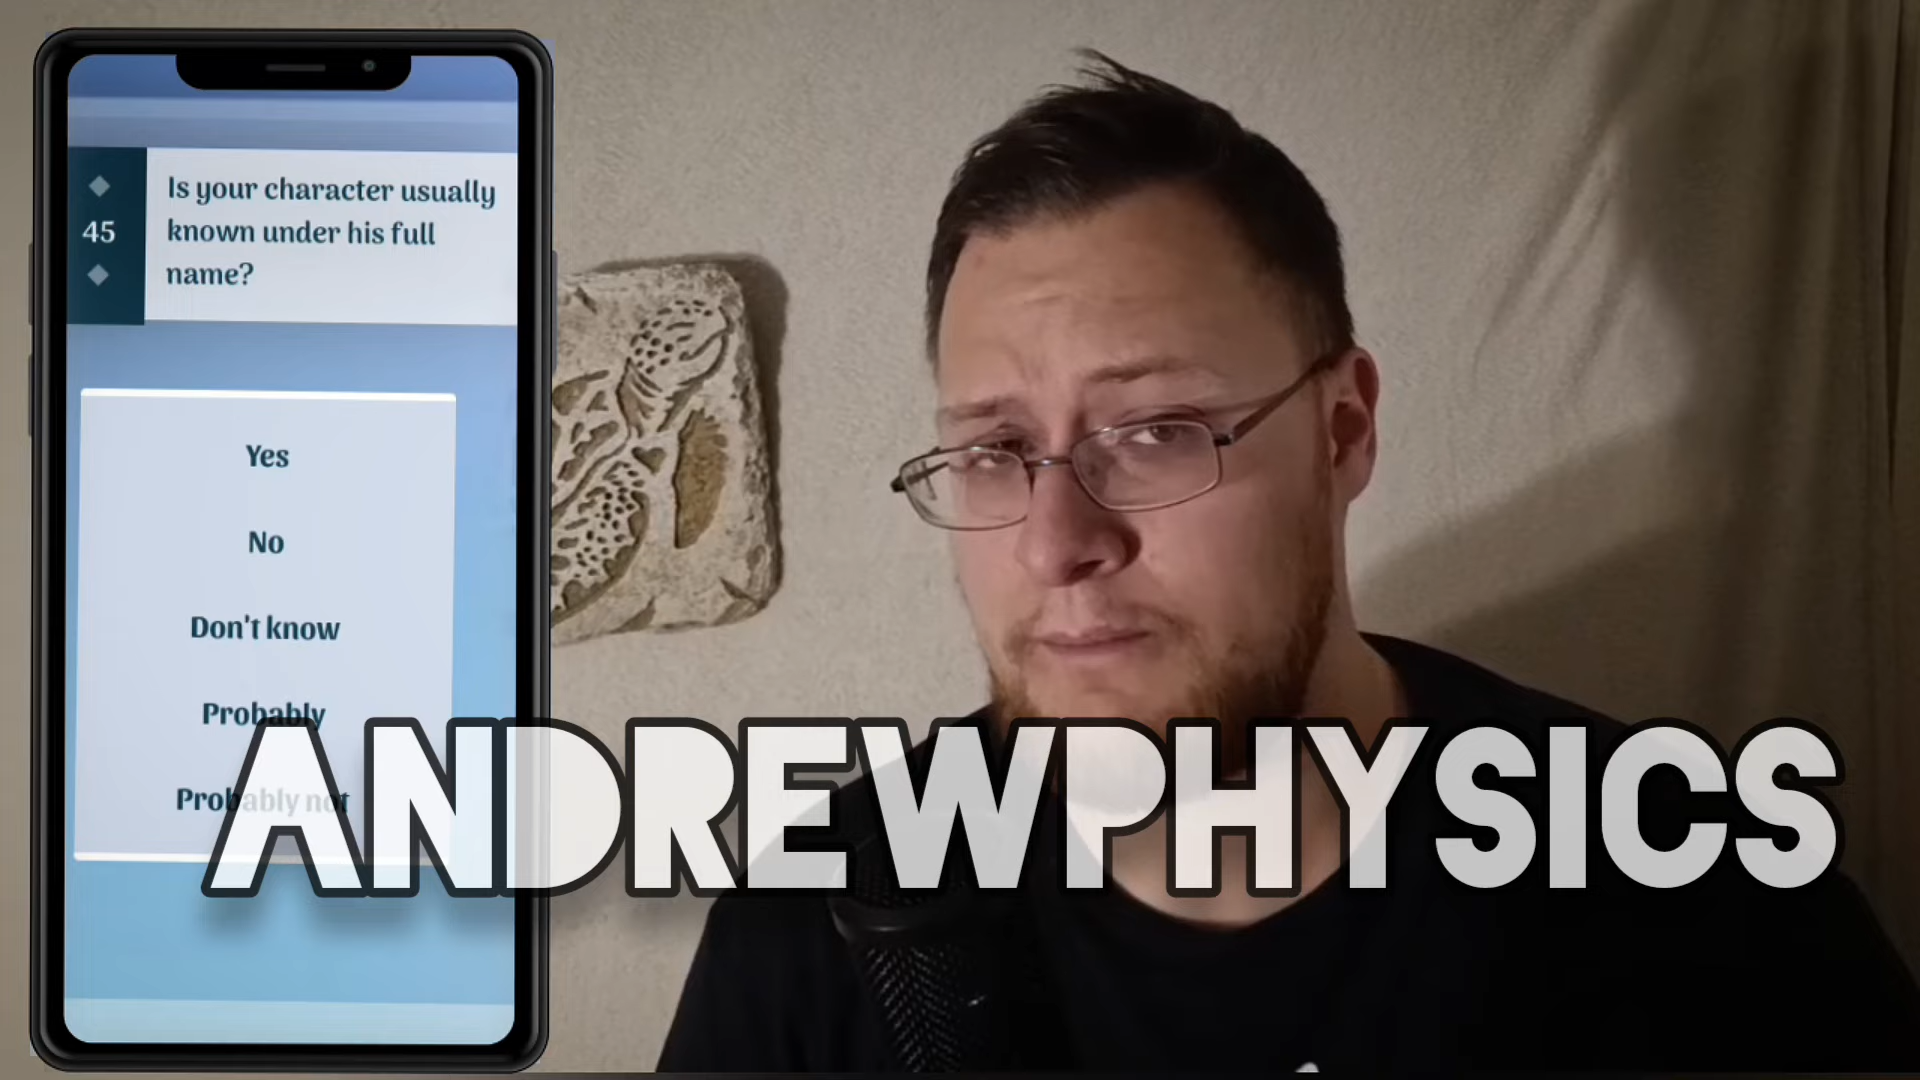 45
Is your character usually
known under his full
name?
Yes
No
Don't know
Probably
Probably not
ANDREWPHYSICS